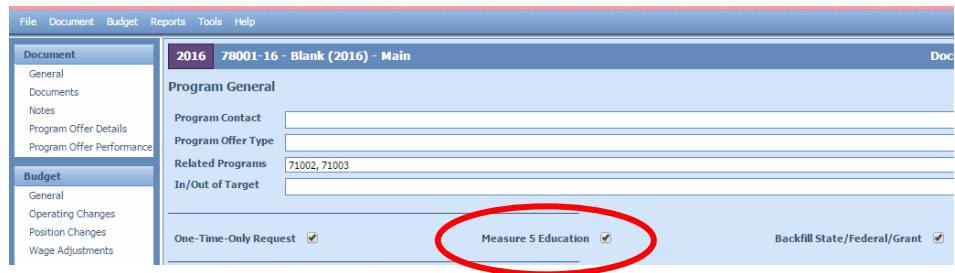 File Document Budget Reports Tools Help
Document
General
Documents
Notes
Program Offer Details
Program Offer Performance
Budget
General
Operating Changes
Position Changes
Wage Adjustments
2016 78001-16 - Blank (2016) - Main Doc
Program General
Program Contact
Program Offer Type
Related Programs 71002, 71003
In/Out of Target
One-Time-Only Request Measure 5 Education Backfill State/Federal/Grant